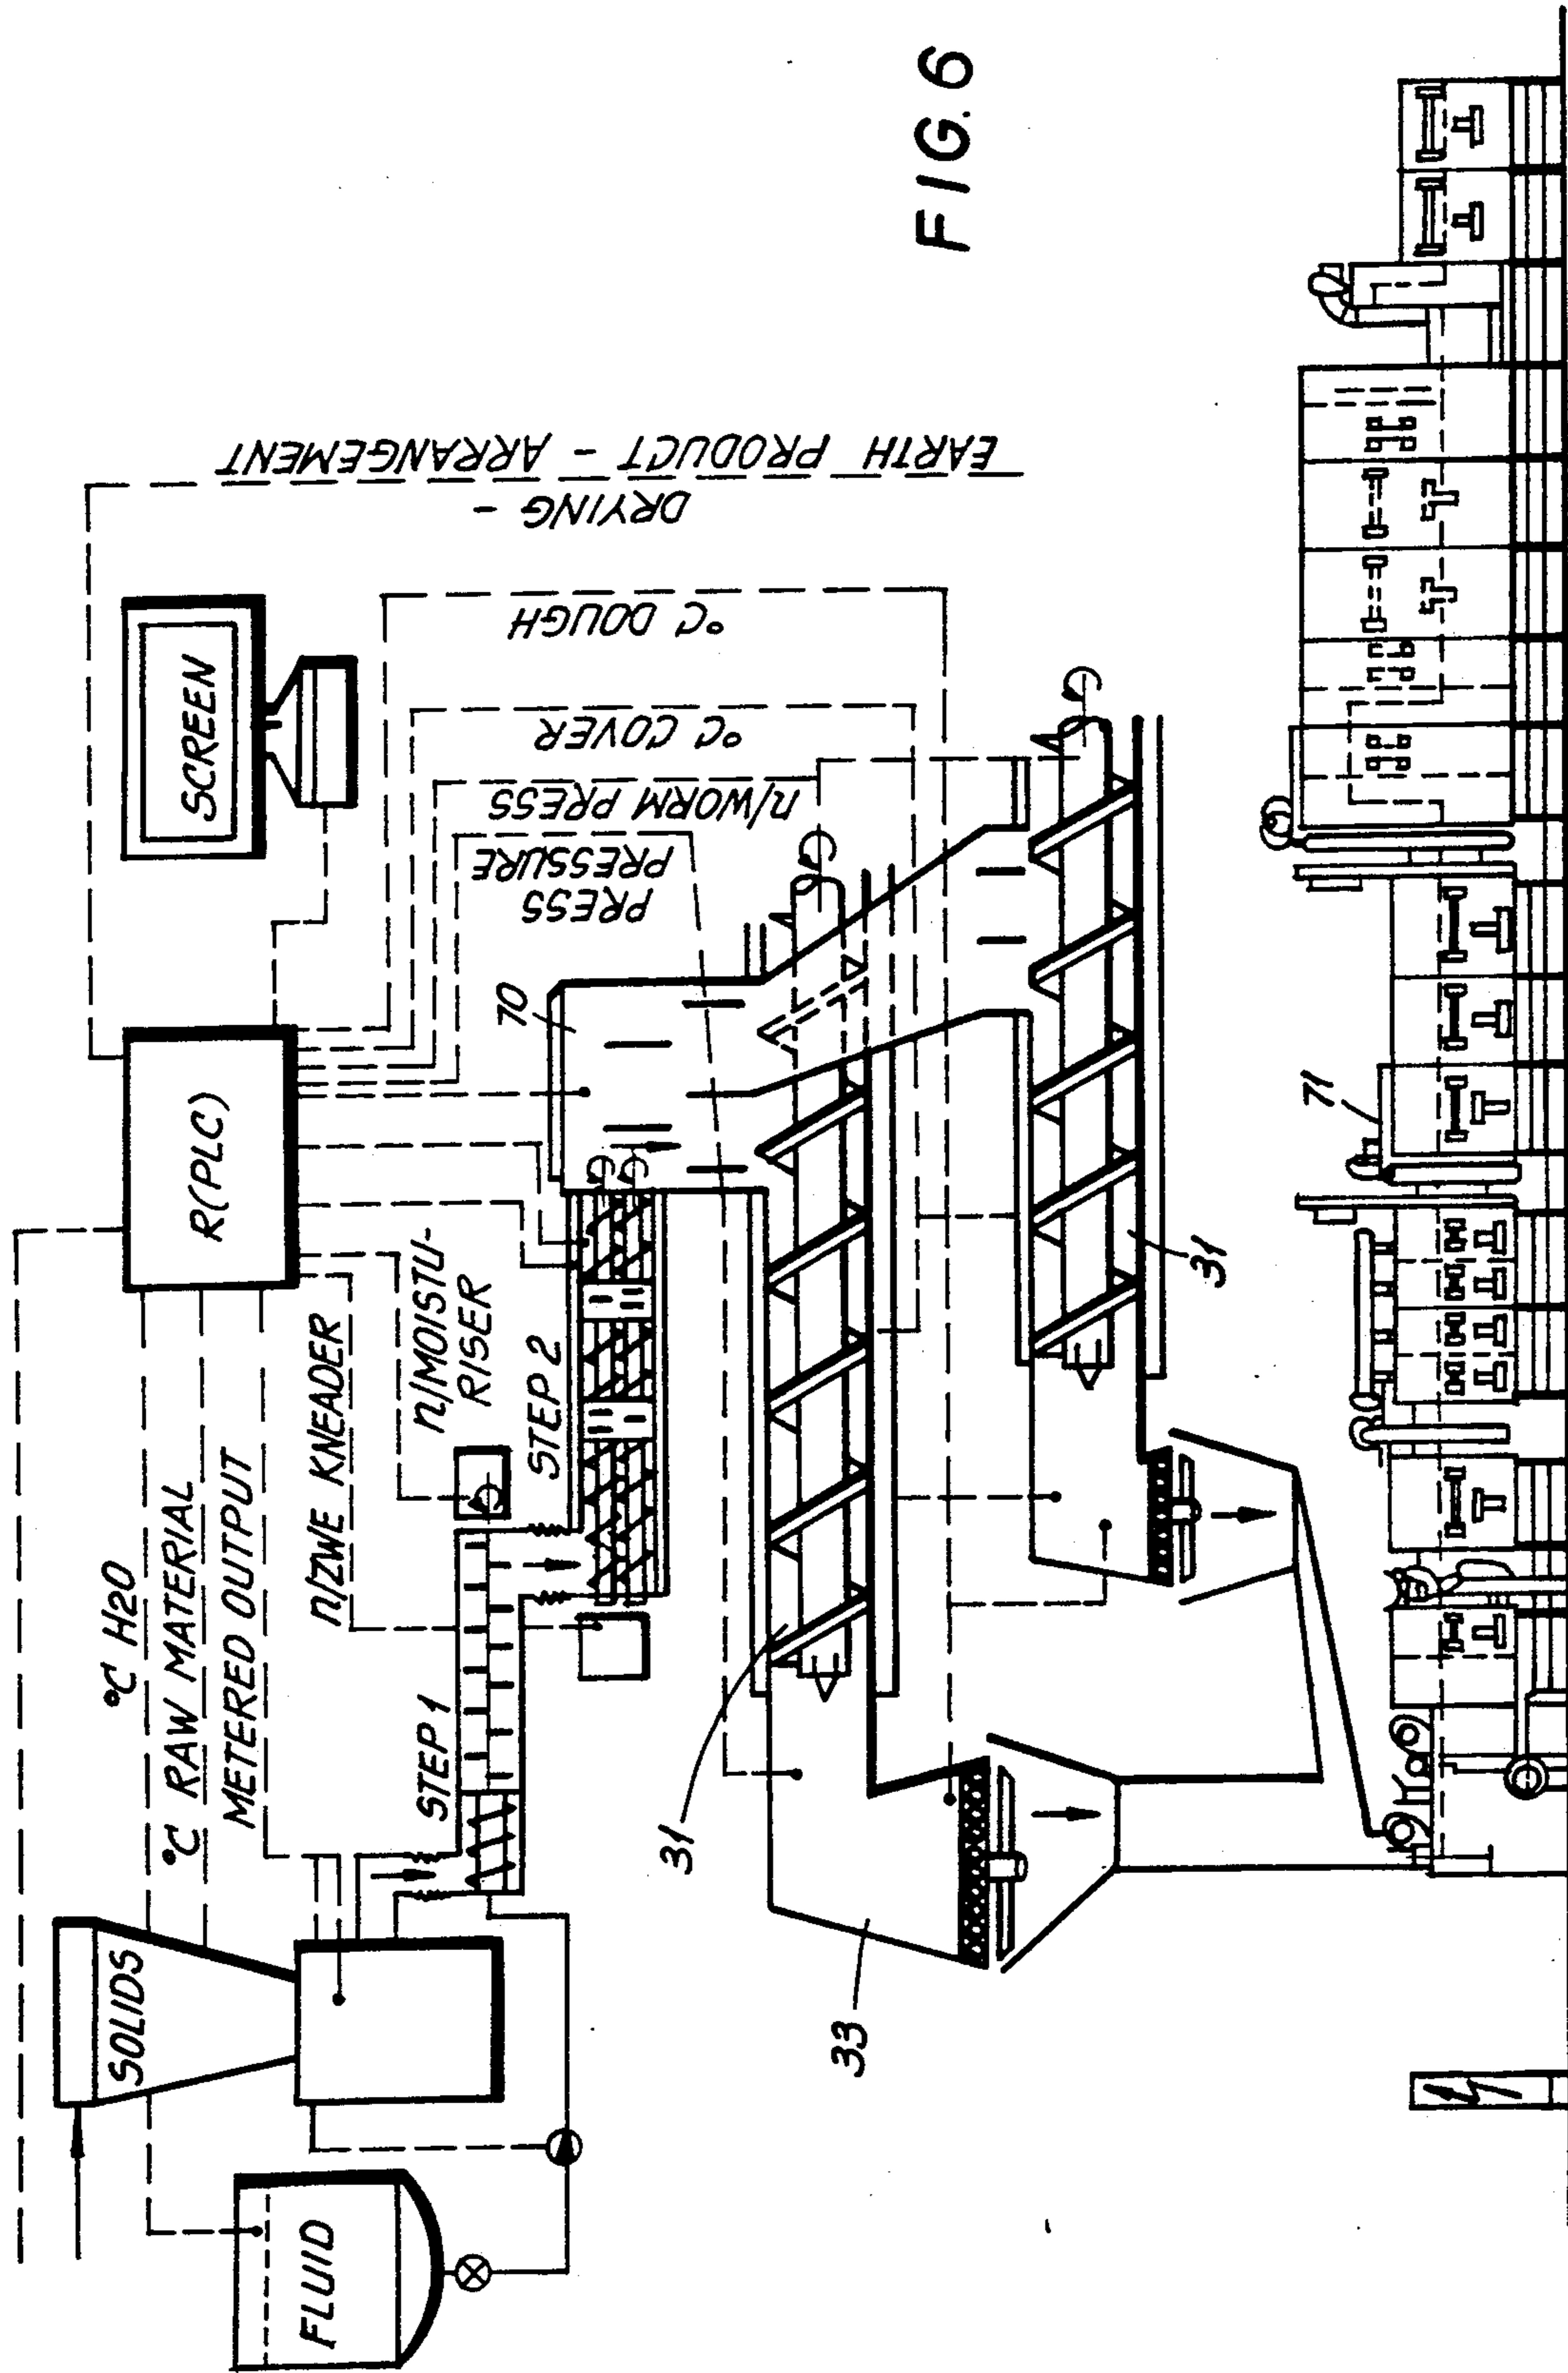 SOLIDS
FLUID
°C H2O
°C RAW MATERIAL
METERED OUTPUT
n/ZWE KNEADER
n/MOISTU-
RISER
STEP 1
STEP 2
R(PLC)
SCREEN
70
PRESS
PRESSURE
n/WORM PRESS
°C COVER
°C DOUGH
DRYING -
EARTH PRODUCT - ARRANGEMENT
31
31
33
71
FIG. 6